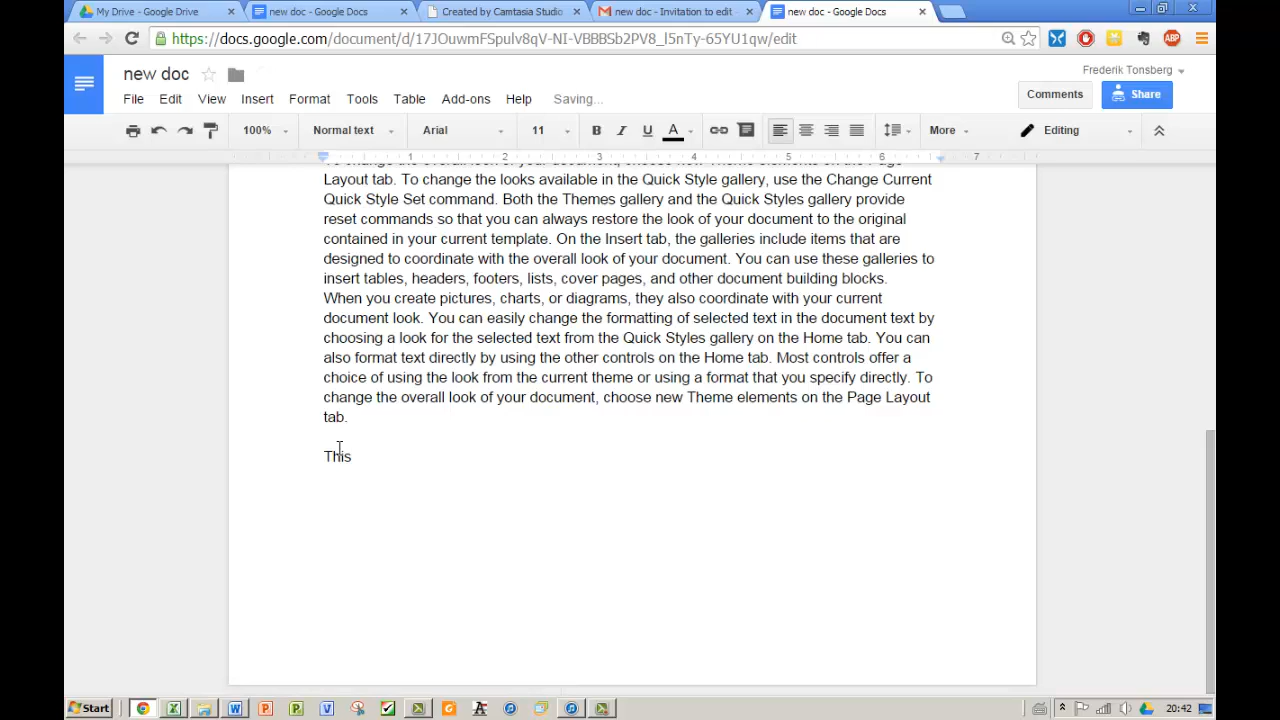 My Drive - Google Drive
new doc - Google Docs
Created by Camtasia Studio
new doc - Invitation to edit -
new doc - Google Docs
https://docs.google.com/document/d/17JOuwmFSpuIv8qV-NI-VBBBSb2PV8_l5nTy-65YU1qw/edit
new doc
Frederik Tonsberg
File Edit View Insert Format Tools Table Add-ons Help Saving...
Comments
Share
100% Normal text Arial 11 B I U A More Editing
1 2 3 4 5 6 7
Layout tab. To change the looks available in the Quick Style gallery, use the Change Current
Quick Style Set command. Both the Themes gallery and the Quick Styles gallery provide
reset commands so that you can always restore the look of your document to the original
contained in your current template. On the Insert tab, the galleries include items that are
designed to coordinate with the overall look of your document. You can use these galleries to
insert tables, headers, footers, lists, cover pages, and other document building blocks.
When you create pictures, charts, or diagrams, they also coordinate with your current
document look. You can easily change the formatting of selected text in the document text by
choosing a look for the selected text from the Quick Styles gallery on the Home tab. You can
also format text directly by using the other controls on the Home tab. Most controls offer a
choice of using the look from the current theme or using a format that you specify directly. To
change the overall look of your document, choose new Theme elements on the Page Layout
tab.
This
Start
20:42